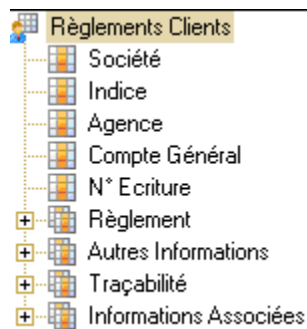 Règlements Clients
Société
Indice
Agence
Compte Général
N° Ecriture
Règlement
Autres Informations
Traçabilité
Informations Associées